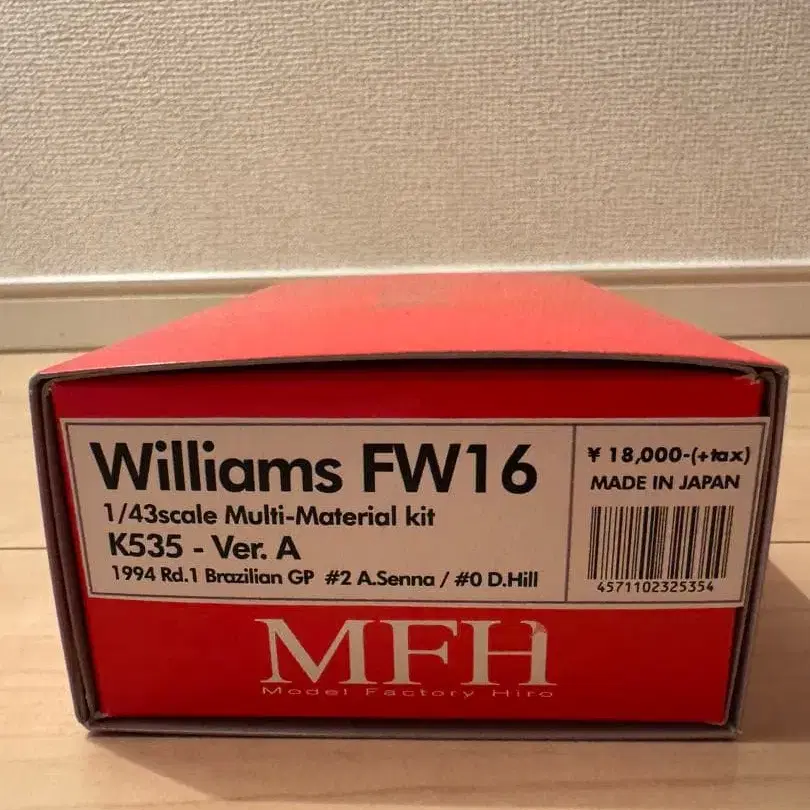 Williams FW16
1/43scale Multi-Material kit
K535 - Ver. A
1994 Rd.1 Brazilian GP #2 A.Senna / #0 D.Hill
¥ 18,000-(+tax)
MADE IN JAPAN
4571102325354
MFH
Model Factory Hiro